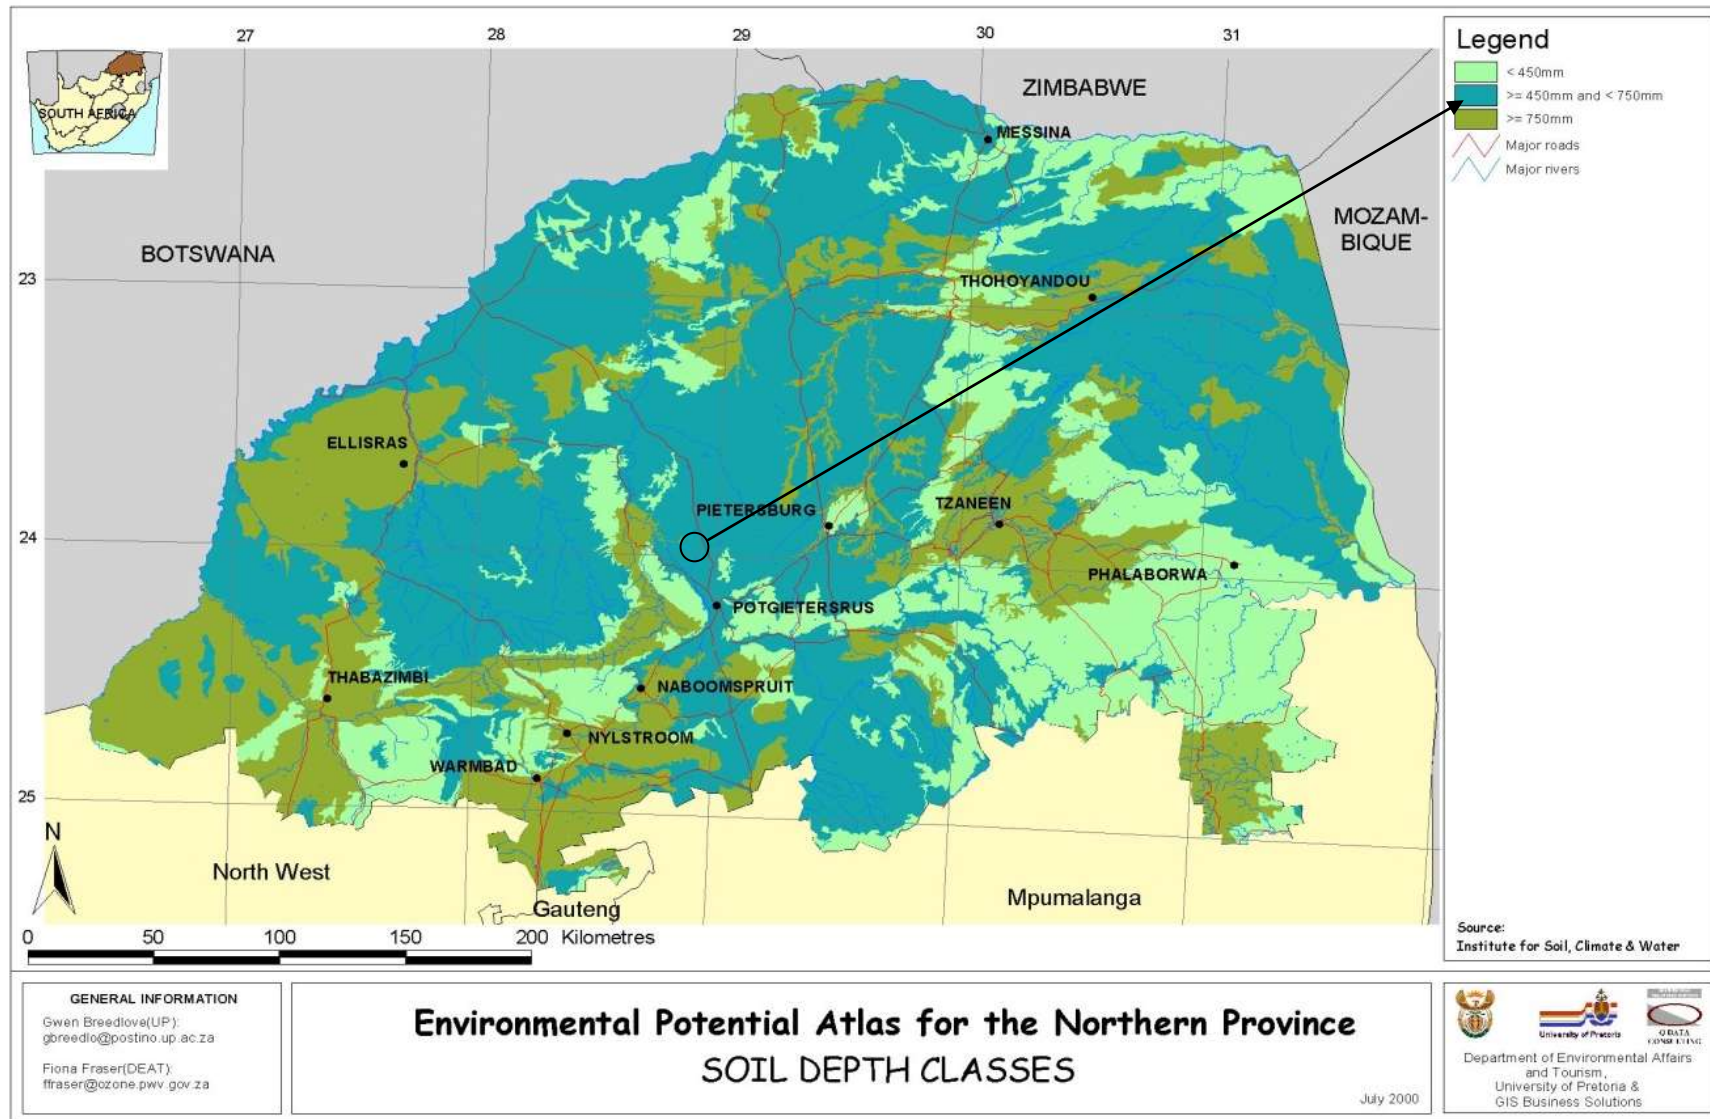 27
28
29
30
31
SOUTH AFRICA
ZIMBABWE
MESSINA
BOTSWANA
MOZAM-
BIQUE
23
THOHOYANDOU
ELLISRAS
PIETERSBURG
TZANEEN
24
PHALABORWA
POTGIETERSRUS
THABAZIMBI
NABOOMSPRUIT
NYLSTROOM
WARMBAD
25
N
North West
Gauteng
Mpumalanga
0 50 100 150 200 Kilometres
Legend
< 450mm
>= 450mm and < 750mm
>= 750mm
Major roads
Major rivers
Source:
Institute for Soil, Climate & Water
GENERAL INFORMATION
Gwen Breedlove(UP):
gbreedlo@postino.up.ac.za
Fiona Fraser(DEAT):
ffraser@ozone.pwv.gov.za
Environmental Potential Atlas for the Northern Province
SOIL DEPTH CLASSES
July 2000
University of Pretoria
Q DATA
CONSULTING
Department of Environmental Affairs
and Tourism,
University of Pretoria &
GIS Business Solutions